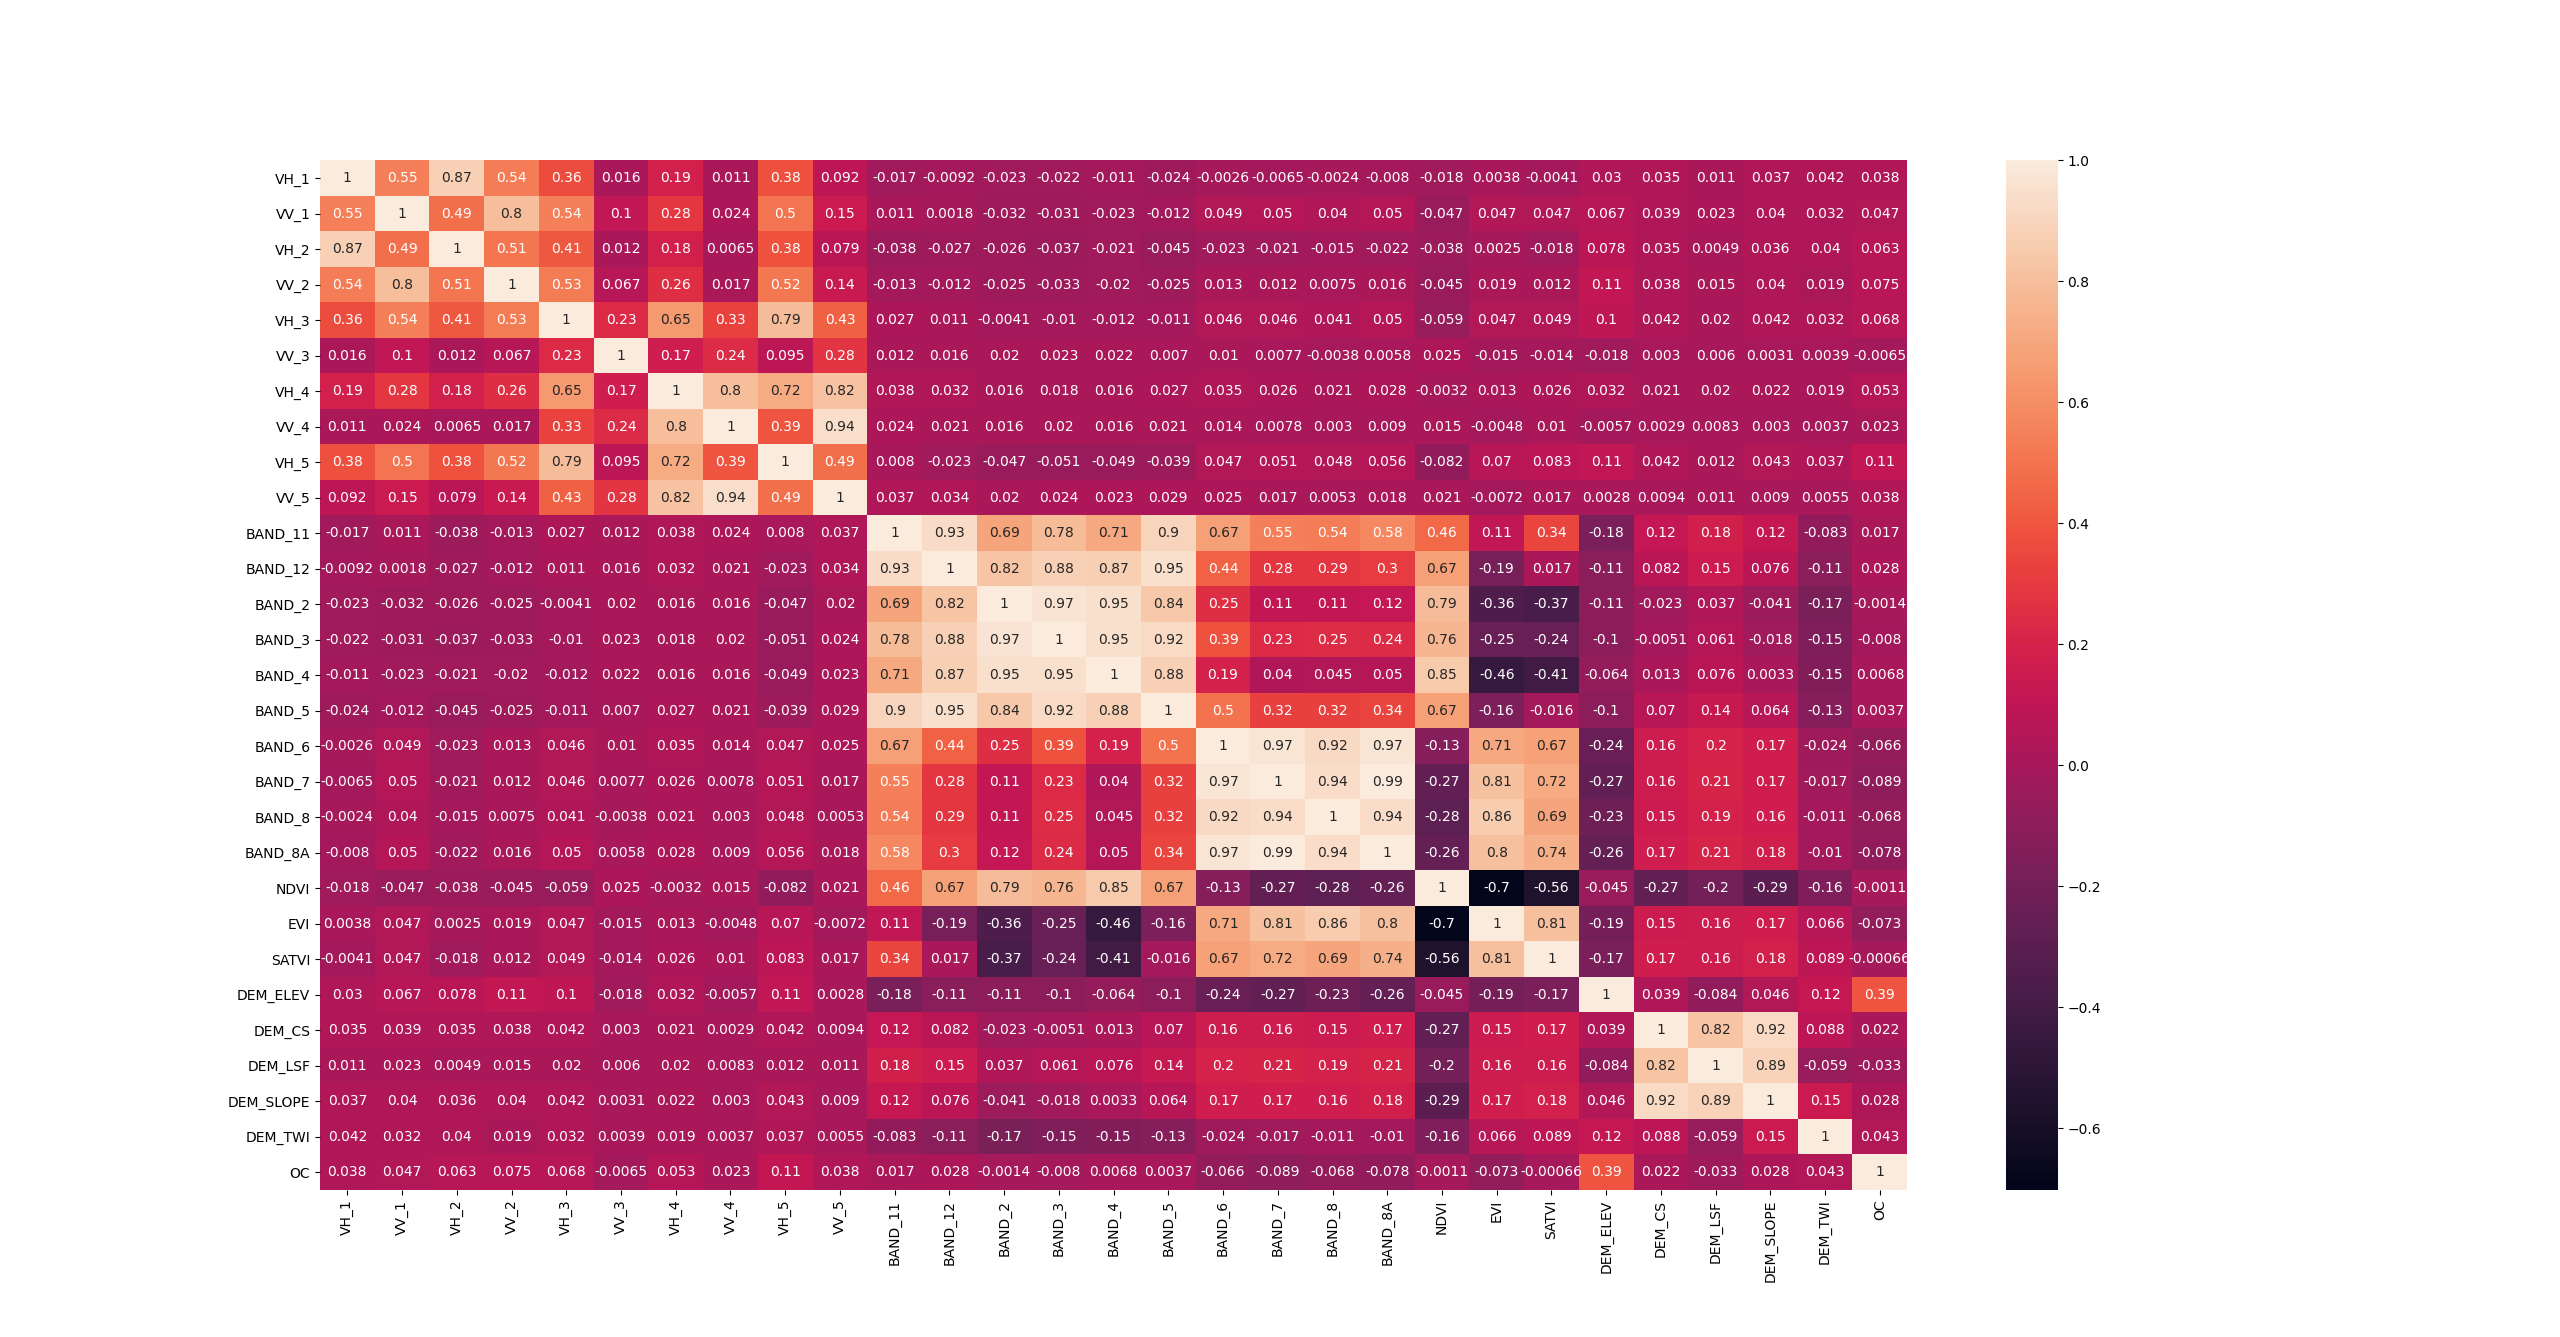 VH_1 1 0.55 0.87 0.54 0.36 0.016 0.19 0.011 0.38 0.092 -0.017 -0.0092 -0.023 -0.022 -0.011 -0.024 -0.0026 -0.0065 -0.0024 -0.008 -0.018 0.0038 -0.0041 0.03 0.035 0.011 0.037 0.042 0.038
VV_1 0.55 1 0.49 0.8 0.54 0.1 0.28 0.024 0.5 0.15 0.011 0.0018 -0.032 -0.031 -0.023 -0.012 0.049 0.05 0.04 0.05 -0.047 0.047 0.047 0.067 0.039 0.023 0.04 0.032 0.047
VH_2 0.87 0.49 1 0.51 0.41 0.012 0.18 0.0065 0.38 0.079 -0.038 -0.027 -0.026 -0.037 -0.021 -0.045 -0.023 -0.021 -0.015 -0.022 -0.038 0.0025 -0.018 0.078 0.035 0.0049 0.036 0.04 0.063
VV_2 0.54 0.8 0.51 1 0.53 0.067 0.26 0.017 0.52 0.14 -0.013 -0.012 -0.025 -0.033 -0.02 -0.025 0.013 0.012 0.0075 0.016 -0.045 0.019 0.012 0.11 0.038 0.015 0.04 0.019 0.075
VH_3 0.36 0.54 0.41 0.53 1 0.23 0.65 0.33 0.79 0.43 0.027 0.011 -0.0041 -0.01 -0.012 -0.011 0.046 0.046 0.041 0.05 -0.059 0.047 0.049 0.1 0.042 0.02 0.042 0.032 0.068
VV_3 0.016 0.1 0.012 0.067 0.23 1 0.17 0.24 0.095 0.28 0.012 0.016 0.02 0.023 0.022 0.007 0.01 0.0077 -0.0038 0.0058 0.025 -0.015 -0.014 -0.018 0.003 0.006 0.0031 0.0039 -0.0065
VH_4 0.19 0.28 0.18 0.26 0.65 0.17 1 0.8 0.72 0.82 0.038 0.032 0.016 0.018 0.016 0.027 0.035 0.026 0.021 0.028 -0.0032 0.013 0.026 0.032 0.021 0.02 0.022 0.019 0.053
VV_4 0.011 0.024 0.0065 0.017 0.33 0.24 0.8 1 0.39 0.94 0.024 0.021 0.016 0.02 0.016 0.021 0.014 0.0078 0.003 0.009 0.015 -0.0048 0.01 -0.0057 0.0029 0.0083 0.003 0.0037 0.023
VH_5 0.38 0.5 0.38 0.52 0.79 0.095 0.72 0.39 1 0.49 0.008 -0.023 -0.047 -0.051 -0.049 -0.039 0.047 0.051 0.048 0.056 -0.082 0.07 0.083 0.11 0.042 0.012 0.043 0.037 0.11
VV_5 0.092 0.15 0.079 0.14 0.43 0.28 0.82 0.94 0.49 1 0.037 0.034 0.02 0.024 0.023 0.029 0.025 0.017 0.0053 0.018 0.021 -0.0072 0.017 0.0028 0.0094 0.011 0.009 0.0055 0.038
BAND_11 -0.017 0.011 -0.038 -0.013 0.027 0.012 0.038 0.024 0.008 0.037 1 0.93 0.69 0.78 0.71 0.9 0.67 0.55 0.54 0.58 0.46 0.11 0.34 -0.18 0.12 0.18 0.12 -0.083 0.017
BAND_12 -0.0092 0.0018 -0.027 -0.012 0.011 0.016 0.032 0.021 -0.023 0.034 0.93 1 0.82 0.88 0.87 0.95 0.44 0.28 0.29 0.3 0.67 -0.19 0.017 -0.11 0.082 0.15 0.076 -0.11 0.028
BAND_2 -0.023 -0.032 -0.026 -0.025 -0.0041 0.02 0.016 0.016 -0.047 0.02 0.69 0.82 1 0.97 0.95 0.84 0.25 0.11 0.11 0.12 0.79 -0.36 -0.37 -0.11 -0.023 0.037 -0.041 -0.17 -0.0014
BAND_3 -0.022 -0.031 -0.037 -0.033 -0.01 0.023 0.018 0.02 -0.051 0.024 0.78 0.88 0.97 1 0.95 0.92 0.39 0.23 0.25 0.24 0.76 -0.25 -0.24 -0.1 -0.0051 0.061 -0.018 -0.15 -0.008
BAND_4 -0.011 -0.023 -0.021 -0.02 -0.012 0.022 0.016 0.016 -0.049 0.023 0.71 0.87 0.95 0.95 1 0.88 0.19 0.04 0.045 0.05 0.85 -0.46 -0.41 -0.064 0.013 0.076 0.0033 -0.15 0.0068
BAND_5 -0.024 -0.012 -0.045 -0.025 -0.011 0.007 0.027 0.021 -0.039 0.029 0.9 0.95 0.84 0.92 0.88 1 0.5 0.32 0.32 0.34 0.67 -0.16 -0.016 -0.1 0.07 0.14 0.064 -0.13 0.0037
BAND_6 -0.0026 0.049 -0.023 0.013 0.046 0.01 0.035 0.014 0.047 0.025 0.67 0.44 0.25 0.39 0.19 0.5 1 0.97 0.92 0.97 -0.13 0.71 0.67 -0.24 0.16 0.2 0.17 -0.024 -0.066
BAND_7 -0.0065 0.05 -0.021 0.012 0.046 0.0077 0.026 0.0078 0.051 0.017 0.55 0.28 0.11 0.23 0.04 0.32 0.97 1 0.94 0.99 -0.27 0.81 0.72 -0.27 0.16 0.21 0.17 -0.017 -0.089
BAND_8 -0.0024 0.04 -0.015 0.0075 0.041 -0.0038 0.021 0.003 0.048 0.0053 0.54 0.29 0.11 0.25 0.045 0.32 0.92 0.94 1 0.94 -0.28 0.86 0.69 -0.23 0.15 0.19 0.16 -0.011 -0.068
BAND_8A -0.008 0.05 -0.022 0.016 0.05 0.0058 0.028 0.009 0.056 0.018 0.58 0.3 0.12 0.24 0.05 0.34 0.97 0.99 0.94 1 -0.26 0.8 0.74 -0.26 0.17 0.21 0.18 -0.01 -0.078
NDVI -0.018 -0.047 -0.038 -0.045 -0.059 0.025 -0.0032 0.015 -0.082 0.021 0.46 0.67 0.79 0.76 0.85 0.67 -0.13 -0.27 -0.28 -0.26 1 -0.7 -0.56 -0.045 -0.27 -0.2 -0.29 -0.16 -0.0011
EVI 0.0038 0.047 0.0025 0.019 0.047 -0.015 0.013 -0.0048 0.07 -0.0072 0.11 -0.19 -0.36 -0.25 -0.46 -0.16 0.71 0.81 0.86 0.8 -0.7 1 0.81 -0.19 0.15 0.16 0.17 0.066 -0.073
SATVI -0.0041 0.047 -0.018 0.012 0.049 -0.014 0.026 0.01 0.083 0.017 0.34 0.017 -0.37 -0.24 -0.41 -0.016 0.67 0.72 0.69 0.74 -0.56 0.81 1 -0.17 0.17 0.16 0.18 0.089 -0.00066
DEM_ELEV 0.03 0.067 0.078 0.11 0.1 -0.018 0.032 -0.0057 0.11 0.0028 -0.18 -0.11 -0.11 -0.1 -0.064 -0.1 -0.24 -0.27 -0.23 -0.26 -0.045 -0.19 -0.17 1 0.039 -0.084 0.046 0.12 0.39
DEM_CS 0.035 0.039 0.035 0.038 0.042 0.003 0.021 0.0029 0.042 0.0094 0.12 0.082 -0.023 -0.0051 0.013 0.07 0.16 0.16 0.15 0.17 -0.27 0.15 0.17 0.039 1 0.82 0.92 0.088 0.022
DEM_LSF 0.011 0.023 0.0049 0.015 0.02 0.006 0.02 0.0083 0.012 0.011 0.18 0.15 0.037 0.061 0.076 0.14 0.2 0.21 0.19 0.21 -0.2 0.16 0.16 -0.084 0.82 1 0.89 -0.059 -0.033
DEM_SLOPE 0.037 0.04 0.036 0.04 0.042 0.0031 0.022 0.003 0.043 0.009 0.12 0.076 -0.041 -0.018 0.0033 0.064 0.17 0.17 0.16 0.18 -0.29 0.17 0.18 0.046 0.92 0.89 1 0.15 0.028
DEM_TWI 0.042 0.032 0.04 0.019 0.032 0.0039 0.019 0.0037 0.037 0.0055 -0.083 -0.11 -0.17 -0.15 -0.15 -0.13 -0.024 -0.017 -0.011 -0.01 -0.16 0.066 0.089 0.12 0.088 -0.059 0.15 1 0.043
OC 0.038 0.047 0.063 0.075 0.068 -0.0065 0.053 0.023 0.11 0.038 0.017 0.028 -0.0014 -0.008 0.0068 0.0037 -0.066 -0.089 -0.068 -0.078 -0.0011 -0.073 -0.00066 0.39 0.022 -0.033 0.028 0.043 1
VH_1 VV_1 VH_2 VV_2 VH_3 VV_3 VH_4 VV_4 VH_5 VV_5 BAND_11 BAND_12 BAND_2 BAND_3 BAND_4 BAND_5 BAND_6 BAND_7 BAND_8 BAND_8A NDVI EVI SATVI DEM_ELEV DEM_CS DEM_LSF DEM_SLOPE DEM_TWI OC
1.0
0.8
0.6
0.4
0.2
0.0
−0.2
−0.4
−0.6